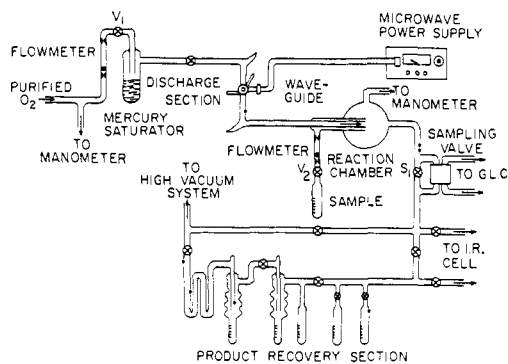 V1
MICROWAVE
POWER SUPPLY
FLOWMETER
PURIFIED
O2
DISCHARGE
SECTION
WAVE-
GUIDE
TO
MANOMETER
MERCURY
SATURATOR
TO
MANOMETER
SAMPLING
VALVE
FLOWMETER
REACTION
CHAMBER
V2
S1
TO GLC
SAMPLE
TO
HIGH VACUUM
SYSTEM
TO I.R.
CELL
PRODUCT RECOVERY SECTION